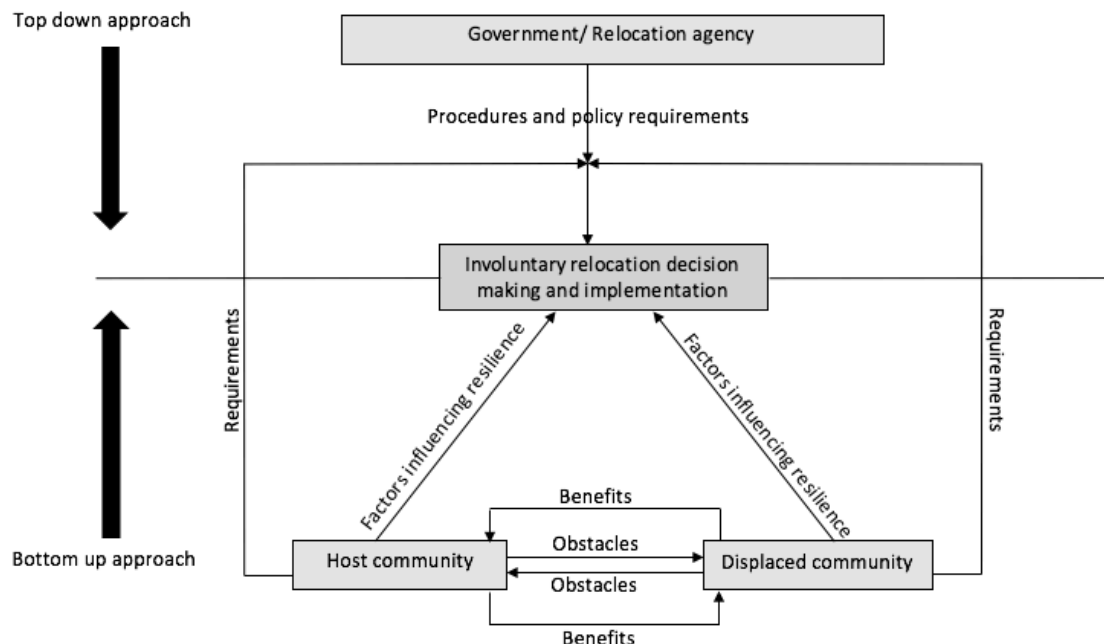 Top down approach
Government/ Relocation agency
Procedures and policy requirements
Involuntary relocation decision
making and implementation
Requirements
Factors influencing resilience
Factors influencing resilience
Requirements
Benefits
Host community
Obstacles
Obstacles
Displaced community
Bottom up approach
Benefits